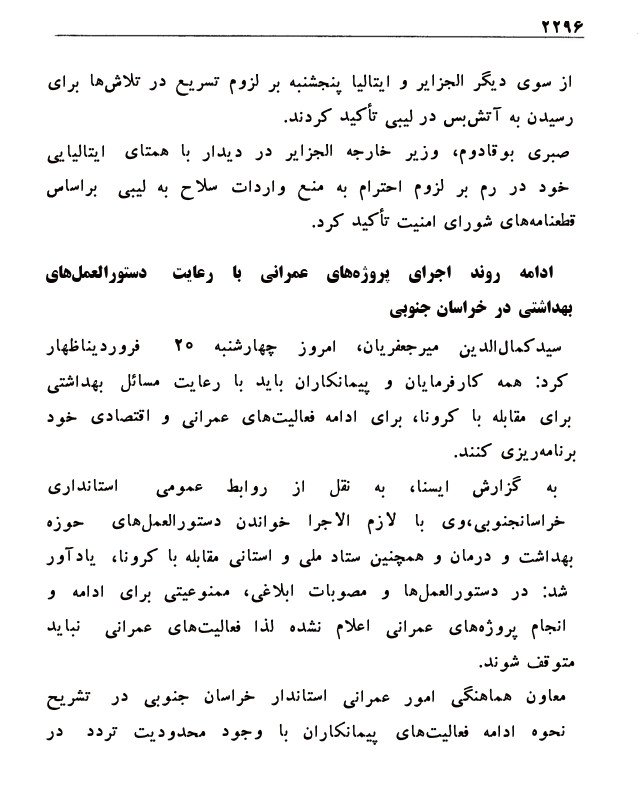 ۲۲۹۶
از سوی دیگر الجزایر و ایتالیا پنجشنبه بر لزوم تسریع در تلاش‌ها برای
رسیدن به آتش‌بس در لیبی تأکید کردند.
صبری بوقادوم، وزیر خارجه الجزایر در دیدار با همتای ایتالیایی
خود در رم بر لزوم احترام به منع واردات سلاح به لیبی براساس
قطعنامه‌های شورای امنیت تأکید کرد.
ادامه روند اجرای پروژه‌های عمرانی با رعایت دستورالعمل‌های
بهداشتی در خراسان جنوبی
سیدکمال‌الدین میرجعفریان، امروز چهارشنبه ۲۰ فروردیناظهار
کرد: همه کارفرمایان و پیمانکاران باید با رعایت مسائل بهداشتی
برای مقابله با کرونا، برای ادامه فعالیت‌های عمرانی و اقتصادی خود
برنامه‌ریزی کنند.
به گزارش ایسنا، به نقل از روابط عمومی استانداری
خراسانجنوبی،وی با لازم الاجرا خواندن دستورالعمل‌های حوزه
بهداشت و درمان و همچنین ستاد ملی و استانی مقابله با کرونا، یادآور
شد: در دستورالعمل‌ها و مصوبات ابلاغی، ممنوعیتی برای ادامه و
انجام پروژه‌های عمرانی اعلام نشده لذا فعالیت‌های عمرانی نباید
متوقف شوند.
معاون هماهنگی امور عمرانی استاندار خراسان جنوبی در تشریح
نحوه ادامه فعالیت‌های پیمانکاران با وجود محدودیت تردد در